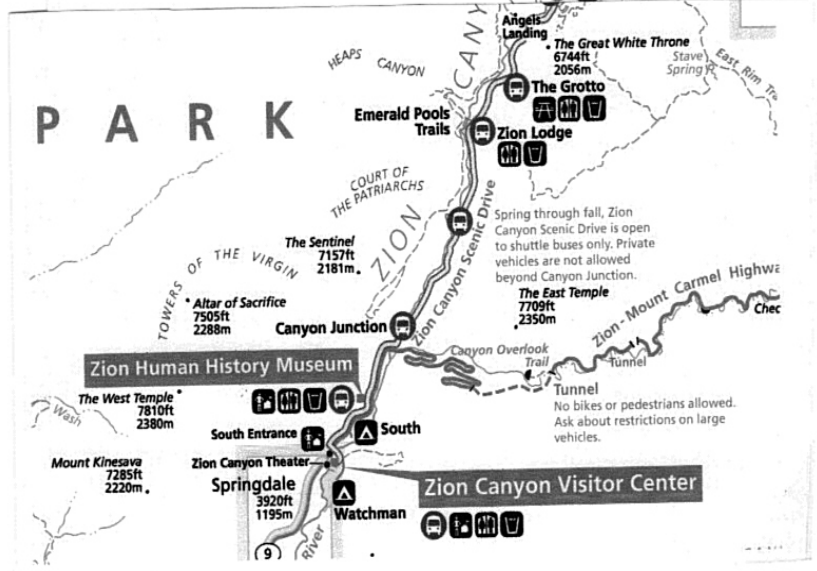 Angels
Landing
The Great White Throne
6744ft
2056m
Stave
Spring
HEAPS CANYON
The Grotto
PARK
Emerald Pools
Trails
Zion Lodge
COURT OF
THE PATRIARCHS
ZION
Zion Canyon Scenic Drive
Spring through fall, Zion
Canyon Scenic Drive is open
to shuttle buses only. Private
vehicles are not allowed
beyond Canyon Junction.
The Sentinel
7157ft
2181m
TOWERS OF THE VIRGIN
Altar of Sacrifice
7505ft
2288m
The East Temple
7709ft
2350m
Canyon Junction
Zion-Mount Carmel
Canyon Overlook
Trail
Tunnel
Zion Human History Museum
Tunnel
No bikes or pedestrians allowed.
Ask about restrictions on large
vehicles.
The West Temple
7810ft
2380m
Wash
South Entrance
South
Mount Kinesava
7285ft
2220m
Zion Canyon Theater
Springdale
3920ft
1195m
Zion Canyon Visitor Center
Watchman
9
River
East Rim